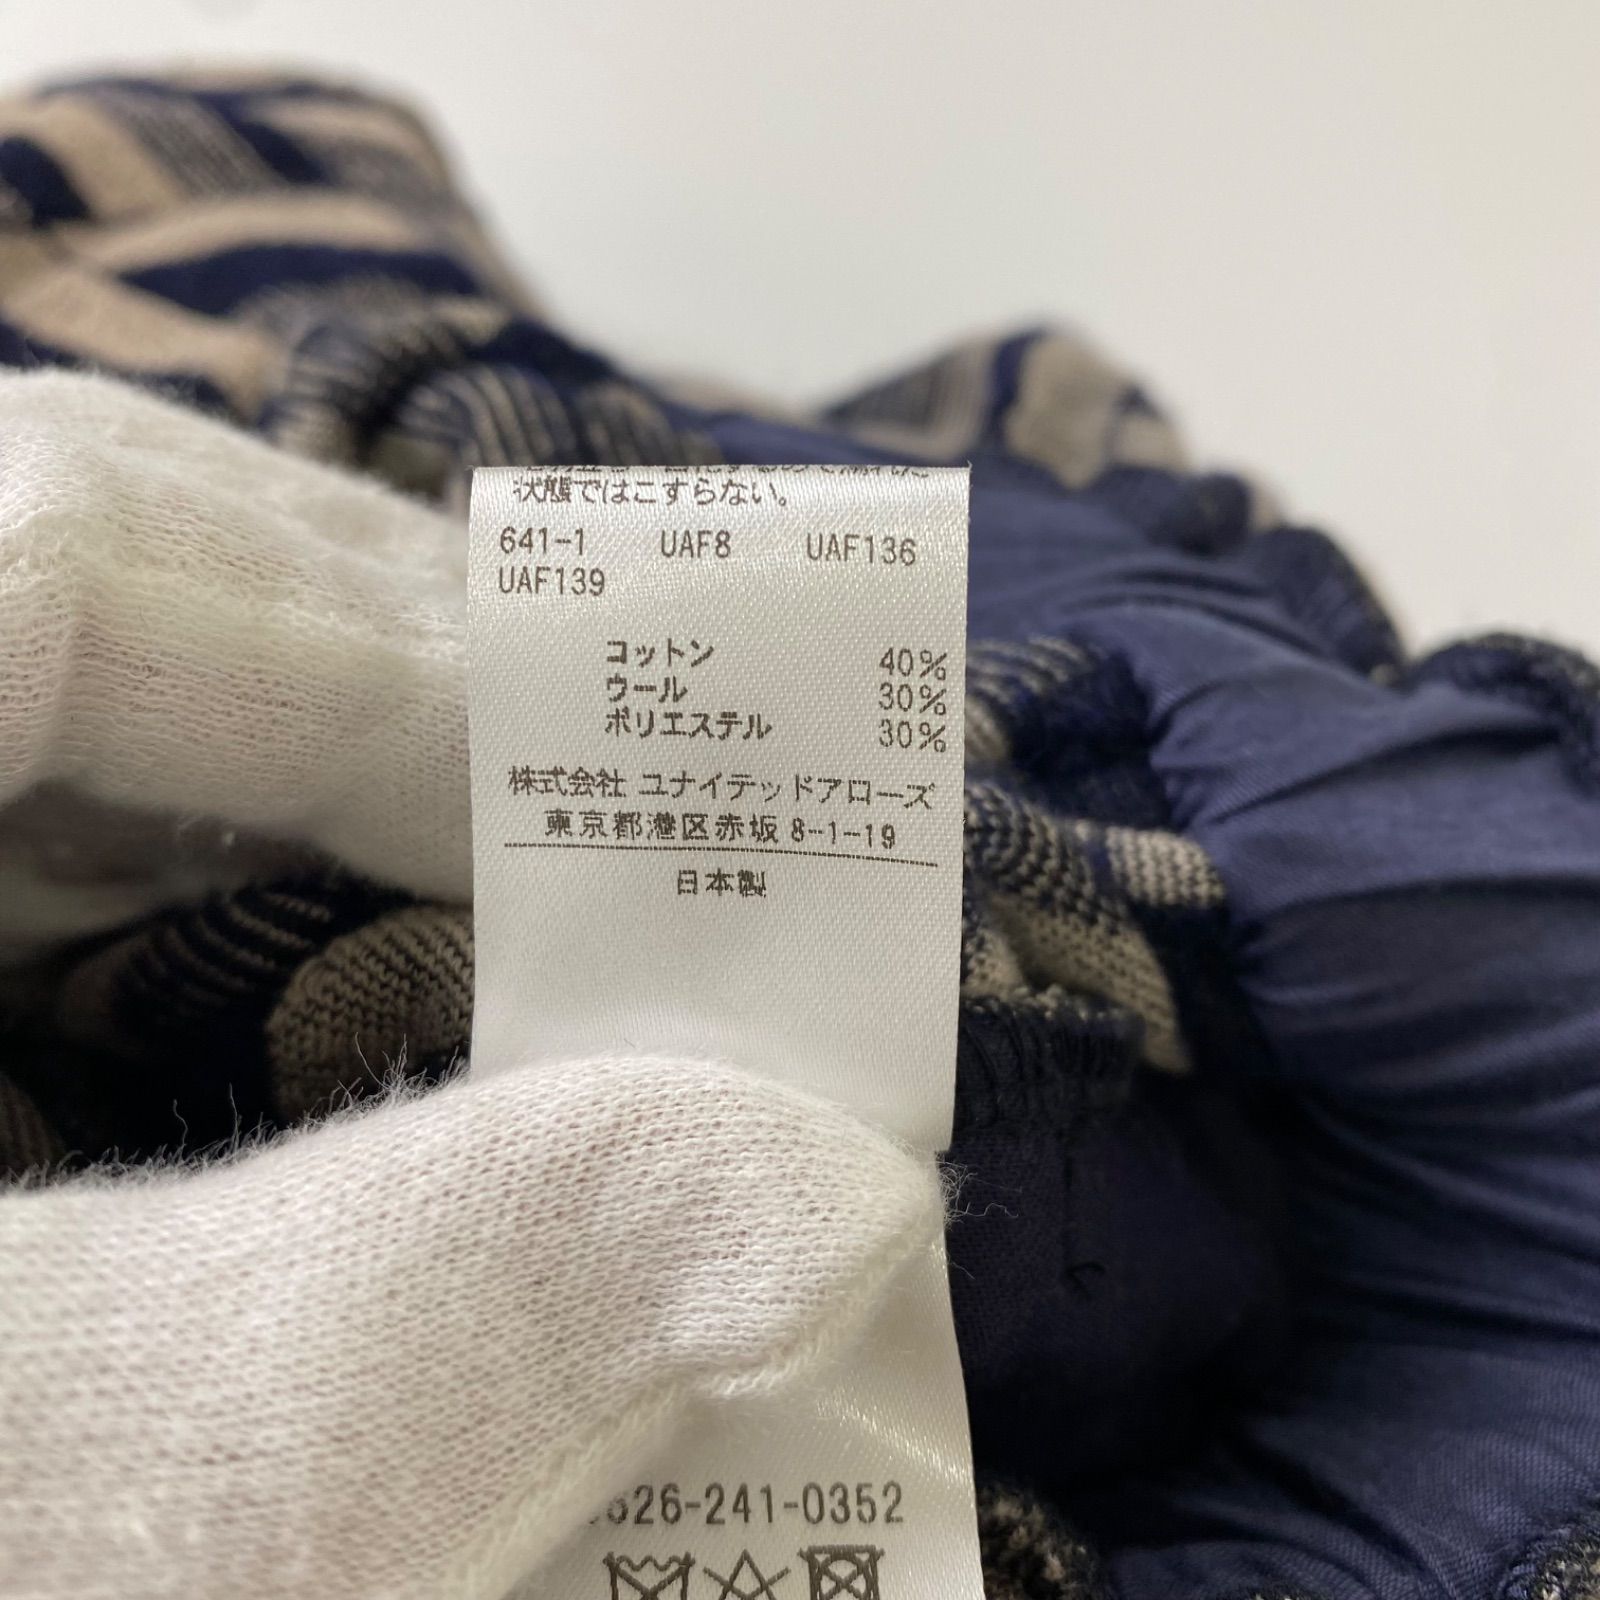 状態ではこすらない。
641-1 UAF8 UAF136
UAF139
コットン 40%
ウール 30%
ポリエステル 30%
株式会社 ユナイテッドアローズ
東京都港区赤坂 8-1-19
日本製
626-241-0352